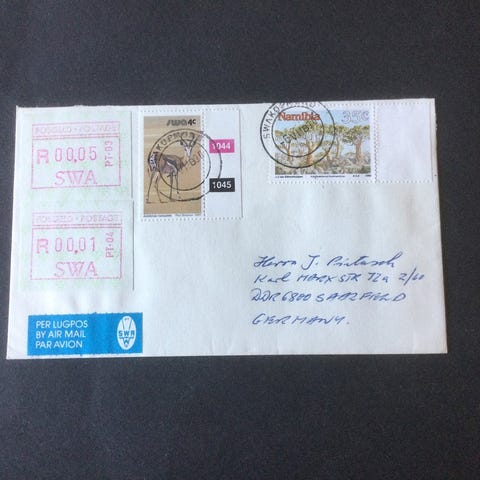 POSGELD - POSTAGE
R 00,05
PT-03
SWA
POSGELD - POSTAGE
R 00,01
PT-04
SWA
swa 4c
1044
1045
SWAKOPMUND
Namibia 35c
Herrn J.
Karl MARX STR 72a 2/60
DDR 6800 SAALFIELD
GERMANY.
PER LUGPOS
BY AIR MAIL
PAR AVION
SWA